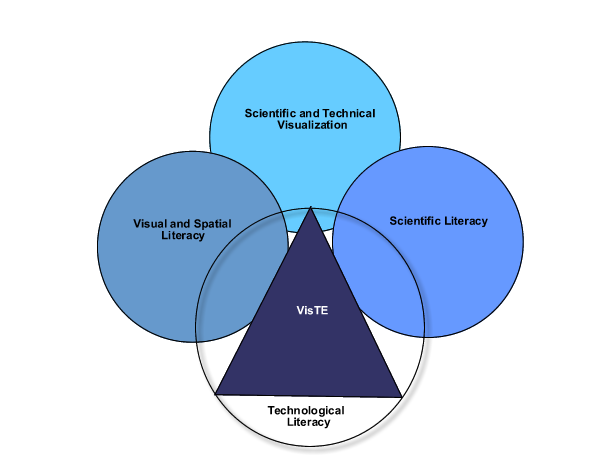 Scientific and Technical
Visualization
Visual and Spatial
Literacy
Scientific Literacy
VisTE
Technological
Literacy